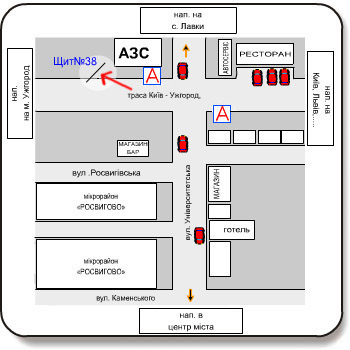 нап. на
с. Лавки
нап.
на м. Ужгород
Щит№38
АЗС
А
АВТОСЕРВІС
РЕСТОРАН
нап. на
Київ, Львів,.....
траса Київ - Ужгород,
А
МАГАЗИН
БАР
вул .Росвигівська
мікрорайон
«РОСВИГОВО»
вул. Університетська
МАГАЗИН
готель
мікрорайон
«РОСВИГОВО»
вул. Каменського
нап. в
центр міста